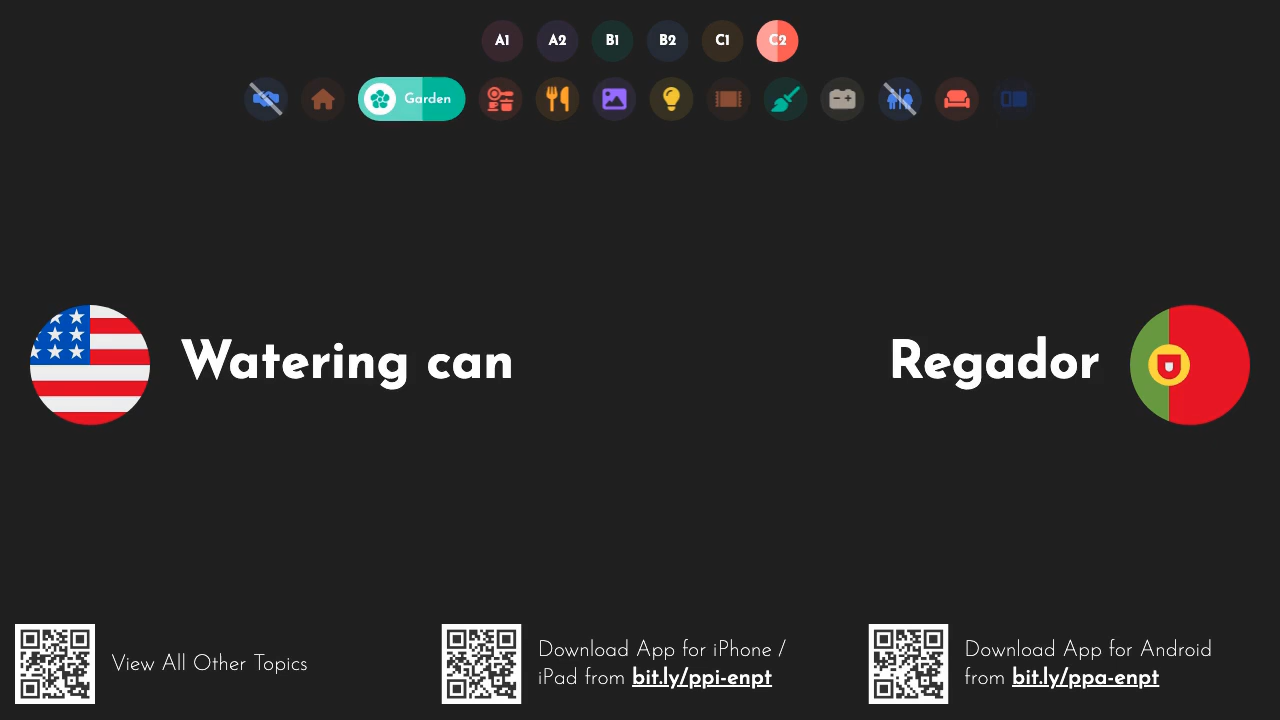 A1 A2 B1 B2 C1 C2
Garden
Watering can
Regador
View All Other Topics
Download App for iPhone /
iPad from bit.ly/ppi-enpt
Download App for Android
from bit.ly/ppa-enpt